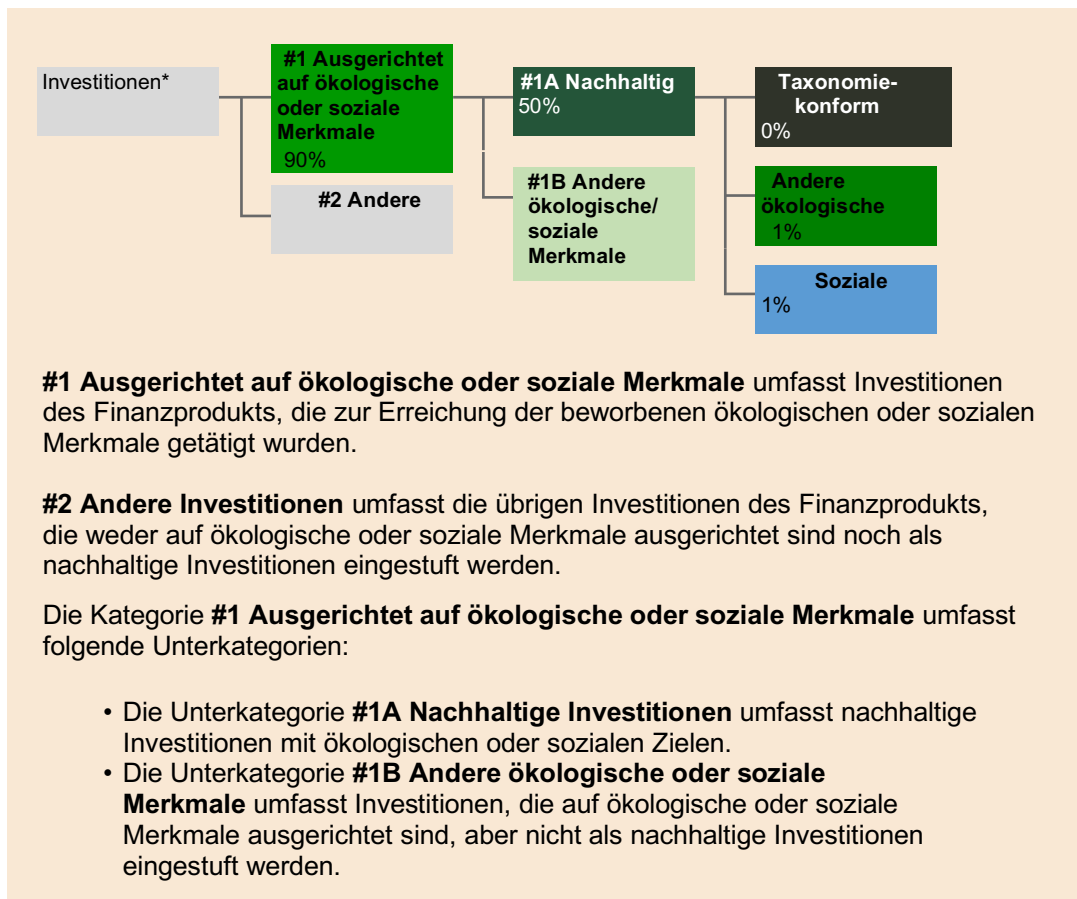 Investitionen*
#1 Ausgerichtet
auf ökologische
oder soziale
Merkmale
90%
#2 Andere
#1A Nachhaltig
50%
#1B Andere
ökologische/
soziale
Merkmale
Taxonomie-
konform
0%
Andere
ökologische
1%
Soziale
1%
#1 Ausgerichtet auf ökologische oder soziale Merkmale umfasst Investitionen
des Finanzprodukts, die zur Erreichung der beworbenen ökologischen oder sozialen
Merkmale getätigt wurden.
#2 Andere Investitionen umfasst die übrigen Investitionen des Finanzprodukts,
die weder auf ökologische oder soziale Merkmale ausgerichtet sind noch als
nachhaltige Investitionen eingestuft werden.
Die Kategorie #1 Ausgerichtet auf ökologische oder soziale Merkmale umfasst
folgende Unterkategorien:
• Die Unterkategorie #1A Nachhaltige Investitionen umfasst nachhaltige
Investitionen mit ökologischen oder sozialen Zielen.
• Die Unterkategorie #1B Andere ökologische oder soziale
Merkmale umfasst Investitionen, die auf ökologische oder soziale
Merkmale ausgerichtet sind, aber nicht als nachhaltige Investitionen
eingestuft werden.